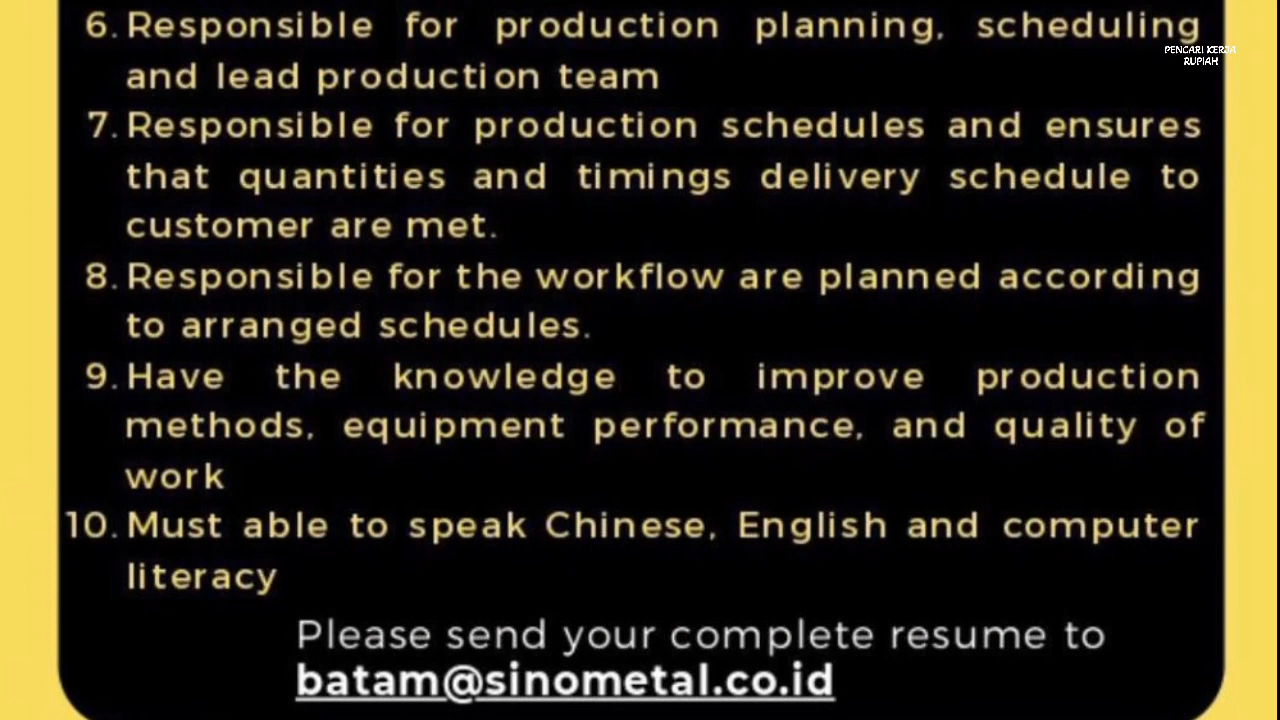 6. Responsible for production planning, scheduling
and lead production team
7. Responsible for production schedules and ensures
that quantities and timings delivery schedule to
customer are met.
8. Responsible for the workflow are planned according
to arranged schedules.
9. Have the knowledge to improve production
methods, equipment performance, and quality of
work
10. Must able to speak Chinese, English and computer
literacy
Please send your complete resume to
batam@sinometal.co.id
PENCARI KERJA
RUPIAH